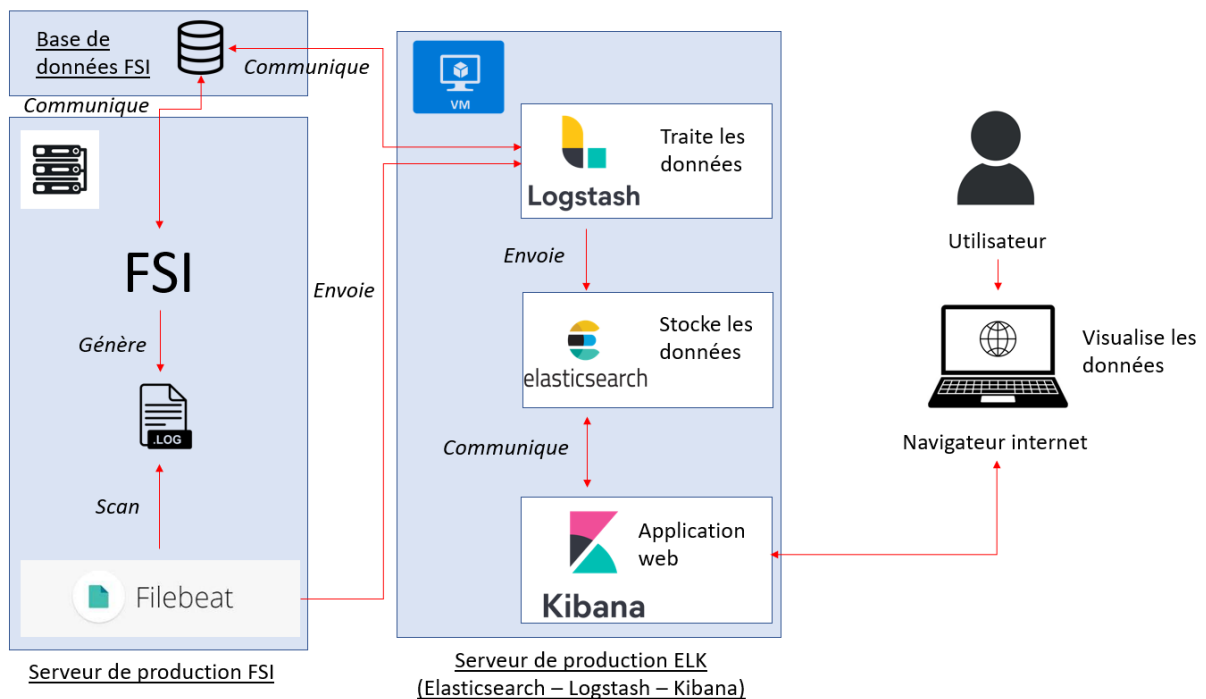 Base de
données FSI
Communique
Communique
VM
FSI
Génère
.LOG
Scan
Filebeat
Serveur de production FSI
Envoie
Logstash
Traite les
données
Envoie
elasticsearch
Stocke les
données
Communique
Kibana
Application
web
Serveur de production ELK
(Elasticsearch – Logstash – Kibana)
Utilisateur
Visualise les
données
Navigateur internet